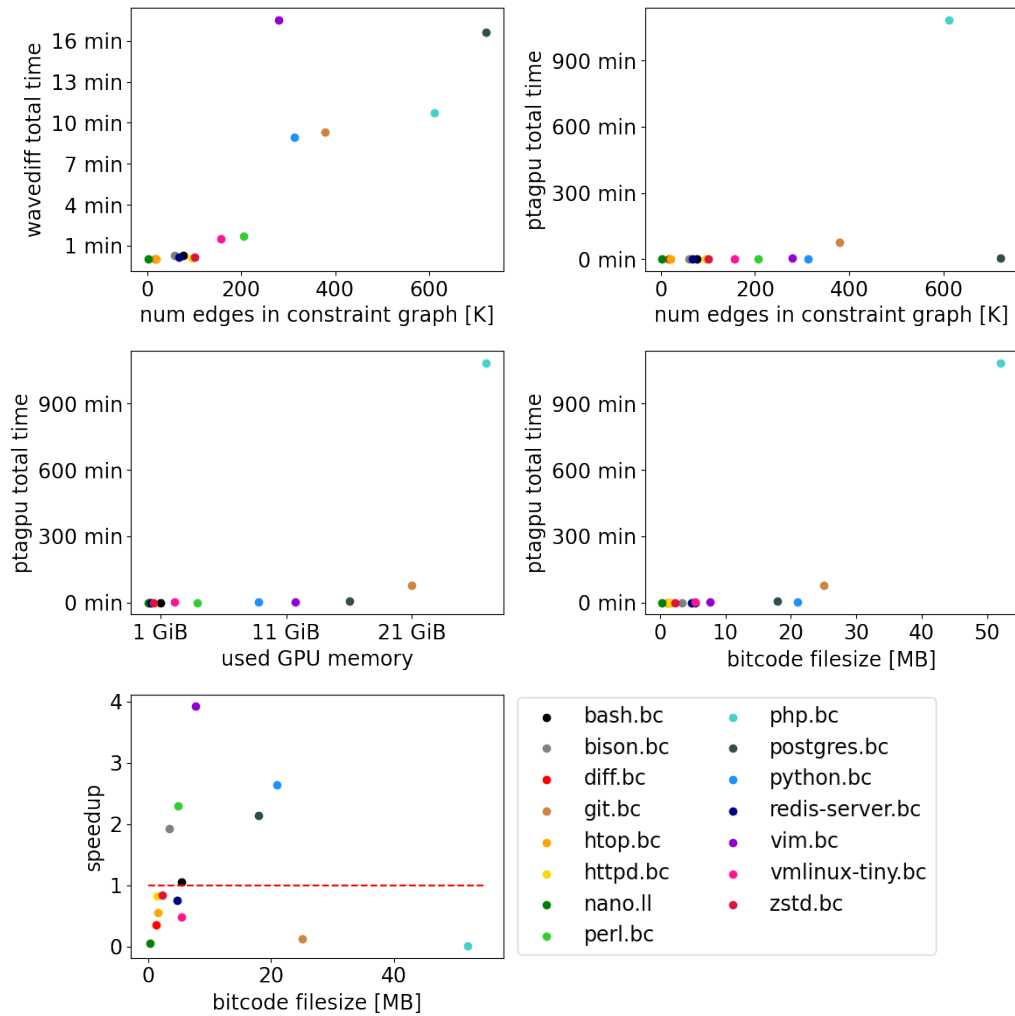 16 min
13 min
10 min
7 min
4 min
1 min
wavediff total time
0 200 400 600
num edges in constraint graph [K]
900 min
600 min
300 min
0 min
ptagpu total time
0 200 400 600
num edges in constraint graph [K]
900 min
600 min
300 min
0 min
ptagpu total time
1 GiB 11 GiB 21 GiB
used GPU memory
900 min
600 min
300 min
0 min
ptagpu total time
0 10 20 30 40 50
bitcode filesize [MB]
4
3
2
1
0
speedup
0 20 40
bitcode filesize [MB]
bash.bc
bison.bc
diff.bc
git.bc
htop.bc
httpd.bc
nano.ll
perl.bc
php.bc
postgres.bc
python.bc
redis-server.bc
vim.bc
vmlinux-tiny.bc
zstd.bc